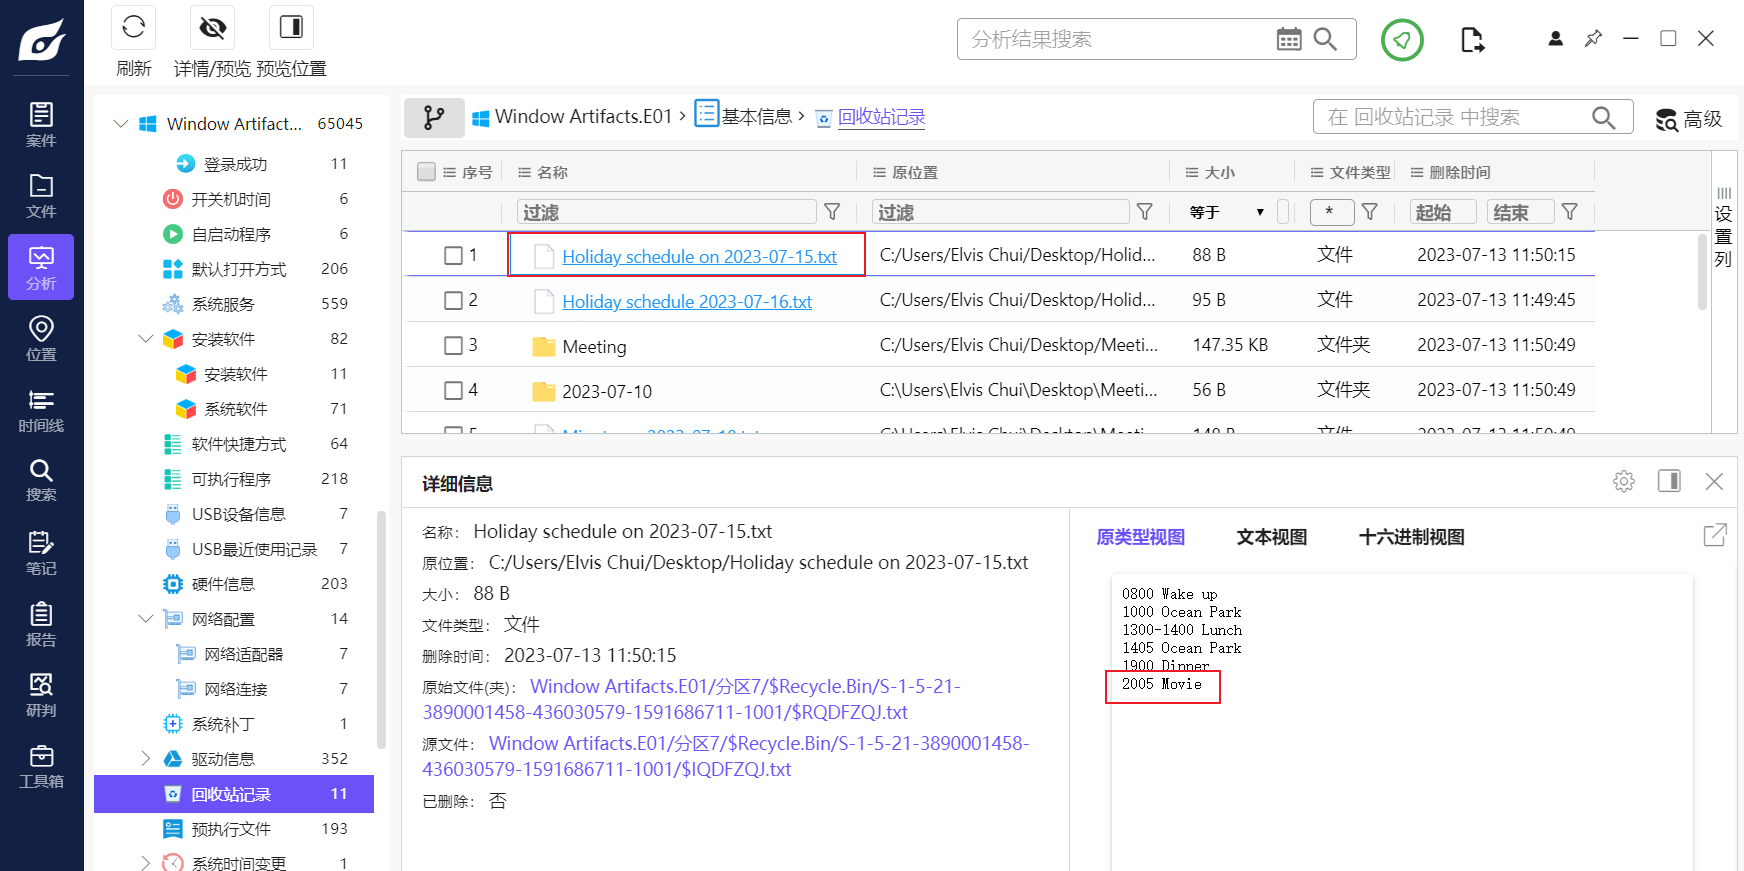 刷新
详情/预览
预览位置
分析结果搜索
案件
文件
分析
位置
时间线
搜索
笔记
报告
研判
工具箱
Window Artifact... 65045
登录成功 11
开关机时间 6
自启动程序 6
默认打开方式 206
系统服务 559
安装软件 82
安装软件 11
系统软件 71
软件快捷方式 64
可执行程序 218
USB设备信息 7
USB最近使用记录 7
硬件信息 203
网络配置 14
网络适配器 7
网络连接 7
系统补丁 1
驱动信息 352
回收站记录 11
预执行文件 193
系统时间变更 1
Window Artifacts.E01 › 基本信息 › 回收站记录
在 回收站记录 中搜索
高级
序号 名称 原位置 大小 文件类型 删除时间
过滤 过滤 等于 * 起始 结束
1 Holiday schedule on 2023-07-15.txt C:/Users/Elvis Chui/Desktop/Holid... 88 B 文件 2023-07-13 11:50:15
2 Holiday schedule 2023-07-16.txt C:/Users/Elvis Chui/Desktop/Holid... 95 B 文件 2023-07-13 11:49:45
3 Meeting C:/Users/Elvis Chui/Desktop/Meeti... 147.35 KB 文件夹 2023-07-13 11:50:49
4 2023-07-10 C:\Users\Elvis Chui\Desktop\Meeti... 56 B 文件夹 2023-07-13 11:50:49
设置列
详细信息
名称： Holiday schedule on 2023-07-15.txt
原位置： C:/Users/Elvis Chui/Desktop/Holiday schedule on 2023-07-15.txt
大小： 88 B
文件类型： 文件
删除时间： 2023-07-13 11:50:15
原始文件(夹)： Window Artifacts.E01/分区7/$Recycle.Bin/S-1-5-21-
3890001458-436030579-1591686711-1001/$RQDFZQJ.txt
源文件： Window Artifacts.E01/分区7/$Recycle.Bin/S-1-5-21-3890001458-
436030579-1591686711-1001/$IQDFZQJ.txt
已删除： 否
原类型视图 文本视图 十六进制视图
0800 Wake up
1000 Ocean Park
1300-1400 Lunch
1405 Ocean Park
1900 Dinner
2005 Movie